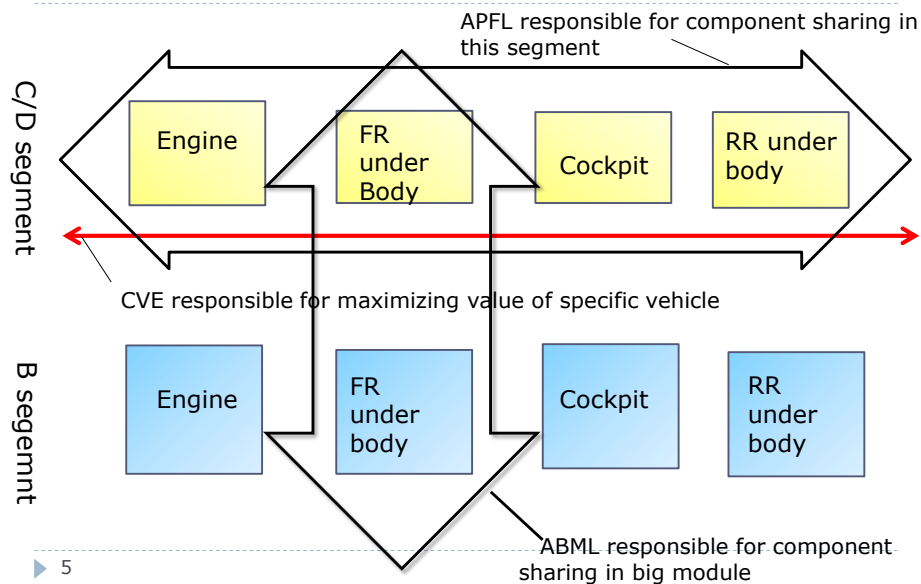 APFL responsible for component sharing in
this segment
C/D segment
Engine
FR
under
Body
Cockpit
RR under
body
CVE responsible for maximizing value of specific vehicle
B segemnt
Engine
FR
under
body
Cockpit
RR
under
body
ABML responsible for component
sharing in big module
5